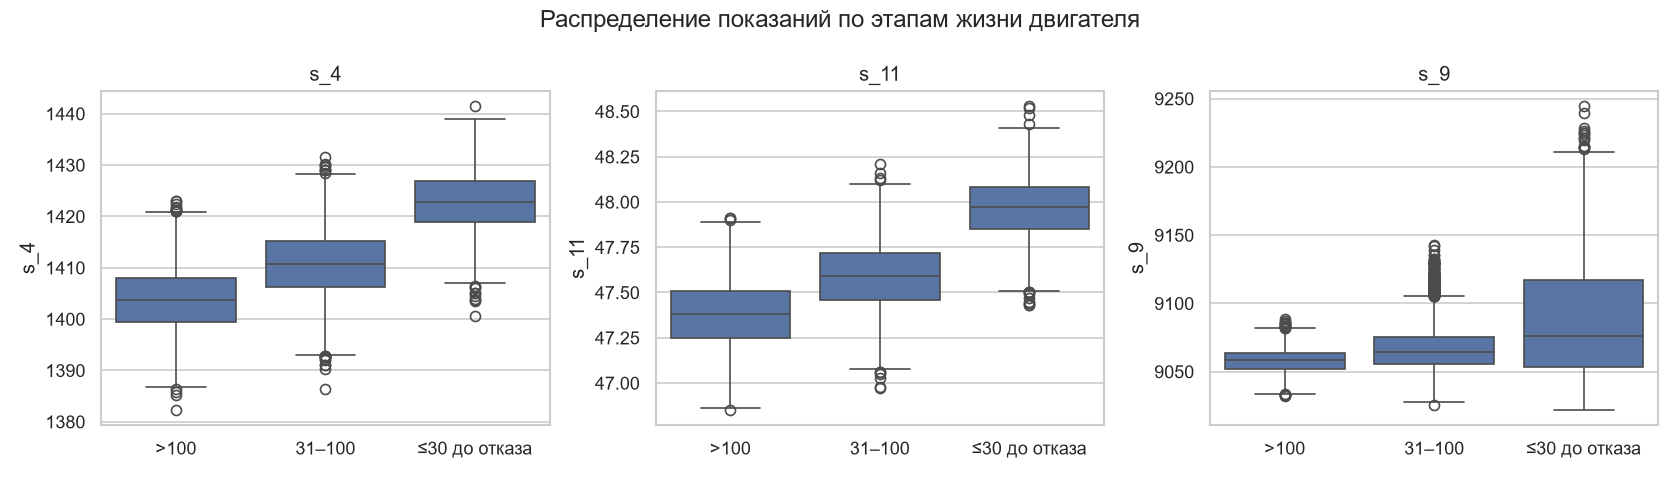 Распределение показаний по этапам жизни двигателя
s_4
s_4
1440
1430
1420
1410
1400
1390
1380
>100
31–100
≤30 до отказа
s_11
s_11
48.50
48.25
48.00
47.75
47.50
47.25
47.00
>100
31–100
≤30 до отказа
s_9
s_9
9250
9200
9150
9100
9050
>100
31–100
≤30 до отказа